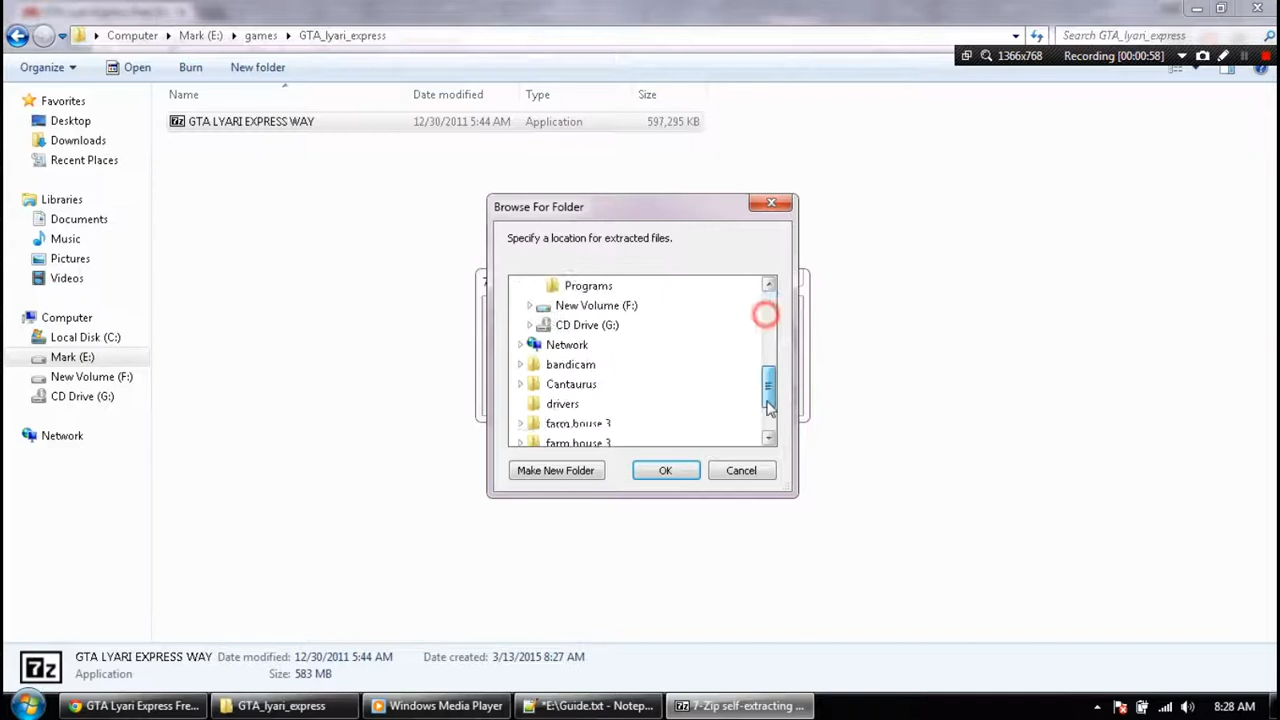 Computer Mark (E:) games GTA_lyari_express
Search GTA_lyari_express
1366x768 Recording [00:00:58]
Organize Open Burn New folder
Name Date modified Type Size
Favorites
7z GTA LYARI EXPRESS WAY 12/30/2011 5:44 AM Application 597,295 KB
Desktop
Downloads
Recent Places
Libraries
Documents
Music
Pictures
Videos
Computer
Local Disk (C:)
Mark (E:)
New Volume (F:)
CD Drive (G:)
Network
Browse For Folder
Specify a location for extracted files.
Programs
New Volume (F:)
CD Drive (G:)
Network
bandicam
Cantaurus
drivers
farm house 3
farm house 3
Make New Folder OK Cancel
7z
GTA LYARI EXPRESS WAY Date modified: 12/30/2011 5:44 AM Date created: 3/13/2015 8:27 AM
Application Size: 583 MB
GTA Lyari Express Fre... GTA_lyari_express Windows Media Player *E:\Guide.txt - Notep... 7-Zip self-extracting ... 8:28 AM